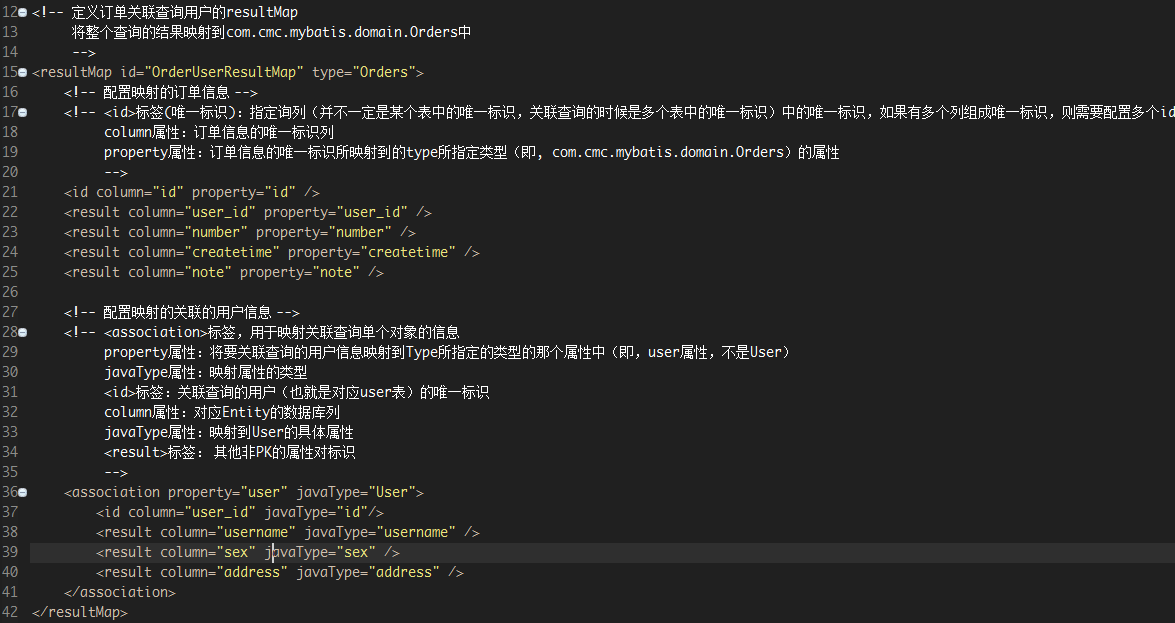 12 <!-- 定义订单关联查询用户的resultMap
13 将整个查询的结果映射到com.cmc.mybatis.domain.Orders中
14 -->
15 <resultMap id="OrderUserResultMap" type="Orders">
16 <!-- 配置映射的订单信息 -->
17 <!-- <id>标签(唯一标识)：指定询列（并不一定是某个表中的唯一标识，关联查询的时候是多个表中的唯一标识）中的唯一标识，如果有多个列组成唯一标识，则需要配置多个id
18 column属性：订单信息的唯一标识列
19 property属性：订单信息的唯一标识所映射到的type所指定类型（即, com.cmc.mybatis.domain.Orders）的属性
20 -->
21 <id column="id" property="id" />
22 <result column="user_id" property="user_id" />
23 <result column="number" property="number" />
24 <result column="createtime" property="createtime" />
25 <result column="note" property="note" />
26
27 <!-- 配置映射的关联的用户信息 -->
28 <!-- <association>标签，用于映射关联查询单个对象的信息
29 property属性：将要关联查询的用户信息映射到Type所指定的类型的那个属性中（即，user属性，不是User）
30 javaType属性：映射属性的类型
31 <id>标签：关联查询的用户（也就是对应user表）的唯一标识
32 column属性：对应Entity的数据库列
33 javaType属性：映射到User的具体属性
34 <result>标签： 其他非PK的属性对标识
35 -->
36 <association property="user" javaType="User">
37 <id column="user_id" javaType="id"/>
38 <result column="username" javaType="username" />
39 <result column="sex" javaType="sex" />
40 <result column="address" javaType="address" />
41 </association>
42 </resultMap>